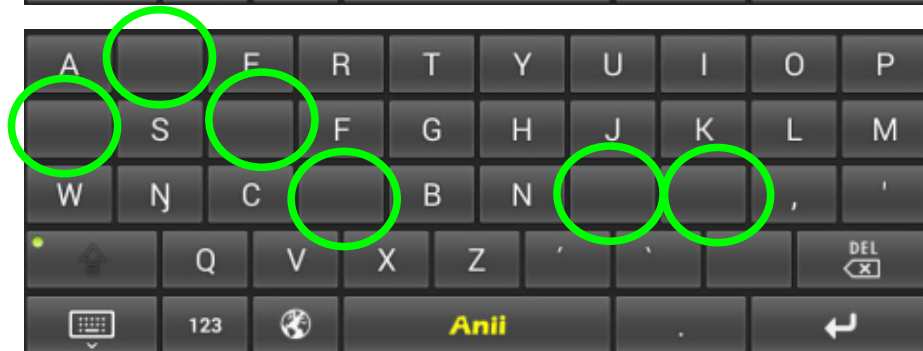 A E R T Y U I O P
S F G H J K L M
W Ŋ C B N , '
Q V X Z ´ ` DEL
123 Anii .